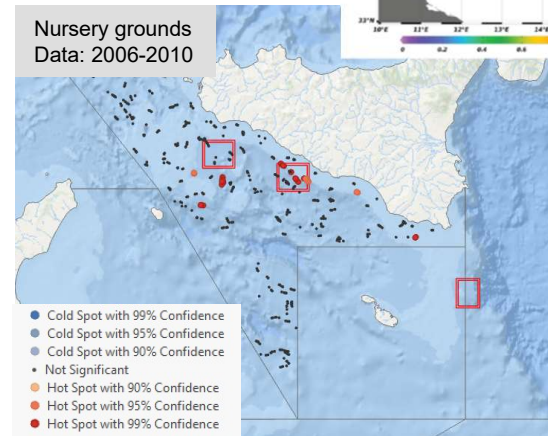 Nursery grounds
Data: 2006-2010
33°N
10°E 11°E 12°E 13°E 14°E
0 0.2 0.4 0.6
Cold Spot with 99% Confidence
Cold Spot with 95% Confidence
Cold Spot with 90% Confidence
Not Significant
Hot Spot with 90% Confidence
Hot Spot with 95% Confidence
Hot Spot with 99% Confidence